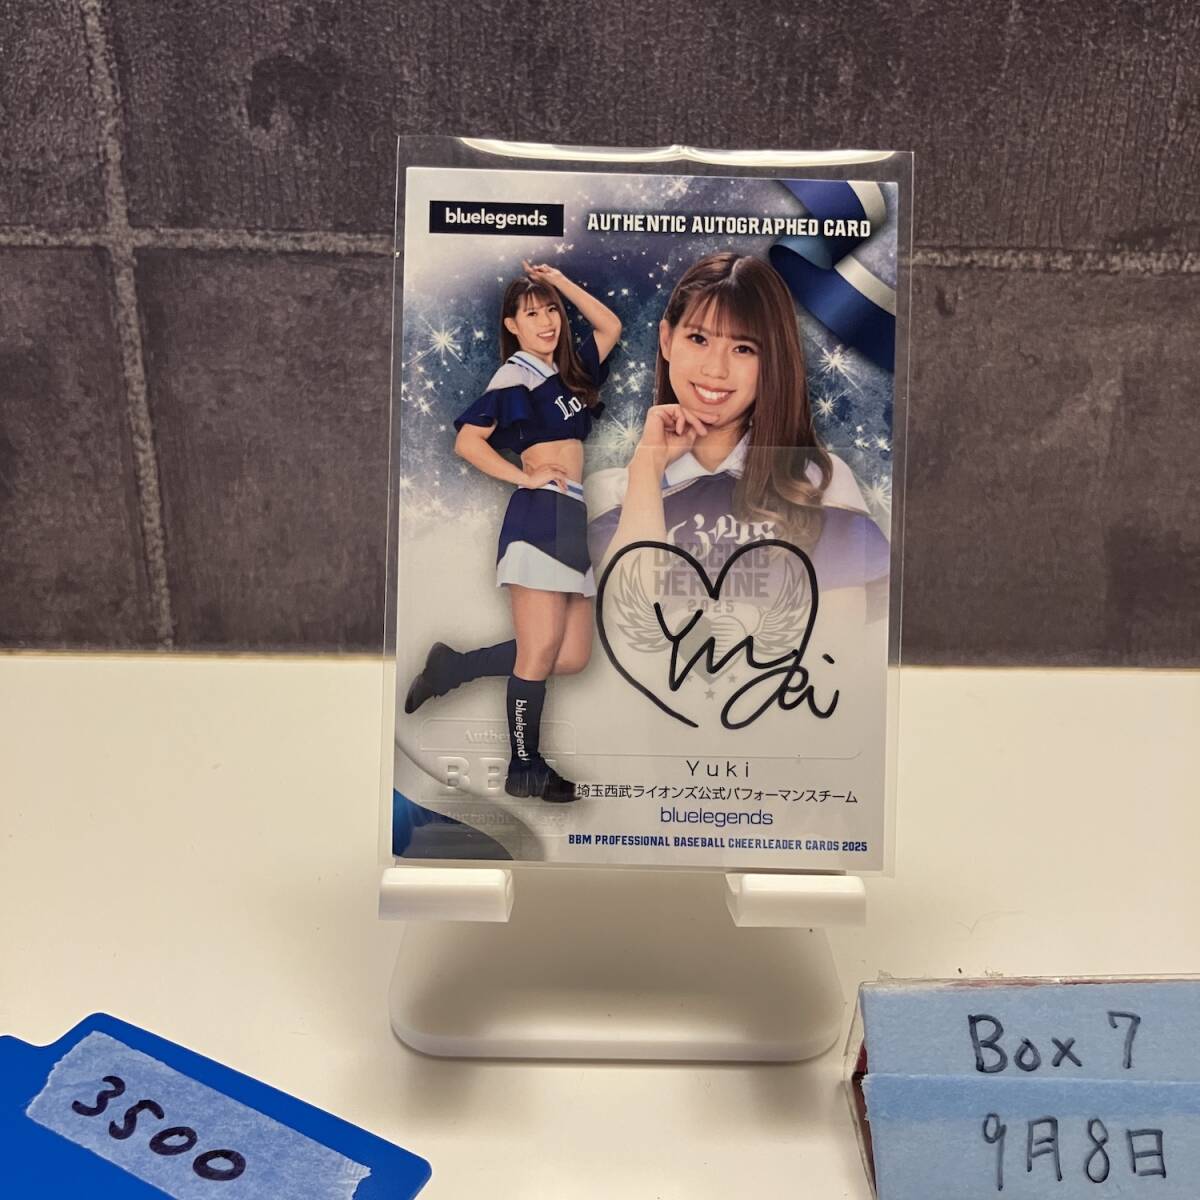 bluelegends
AUTHENTIC AUTOGRAPHED CARD
DANCING
HEROINE
2025
Yuki
bluelegends
BBM
Yuki
埼玉西武ライオンズ公式パフォーマンスチーム
bluelegends
BBM PROFESSIONAL BASEBALL CHEERLEADER CARDS 2025
3500
Box 7
9月8日